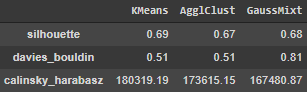 KMeans AgglClust GaussMixt
silhouette 0.69 0.67 0.68
davies_bouldin 0.51 0.51 0.81
calinsky_harabasz 180319.19 173615.15 167480.87